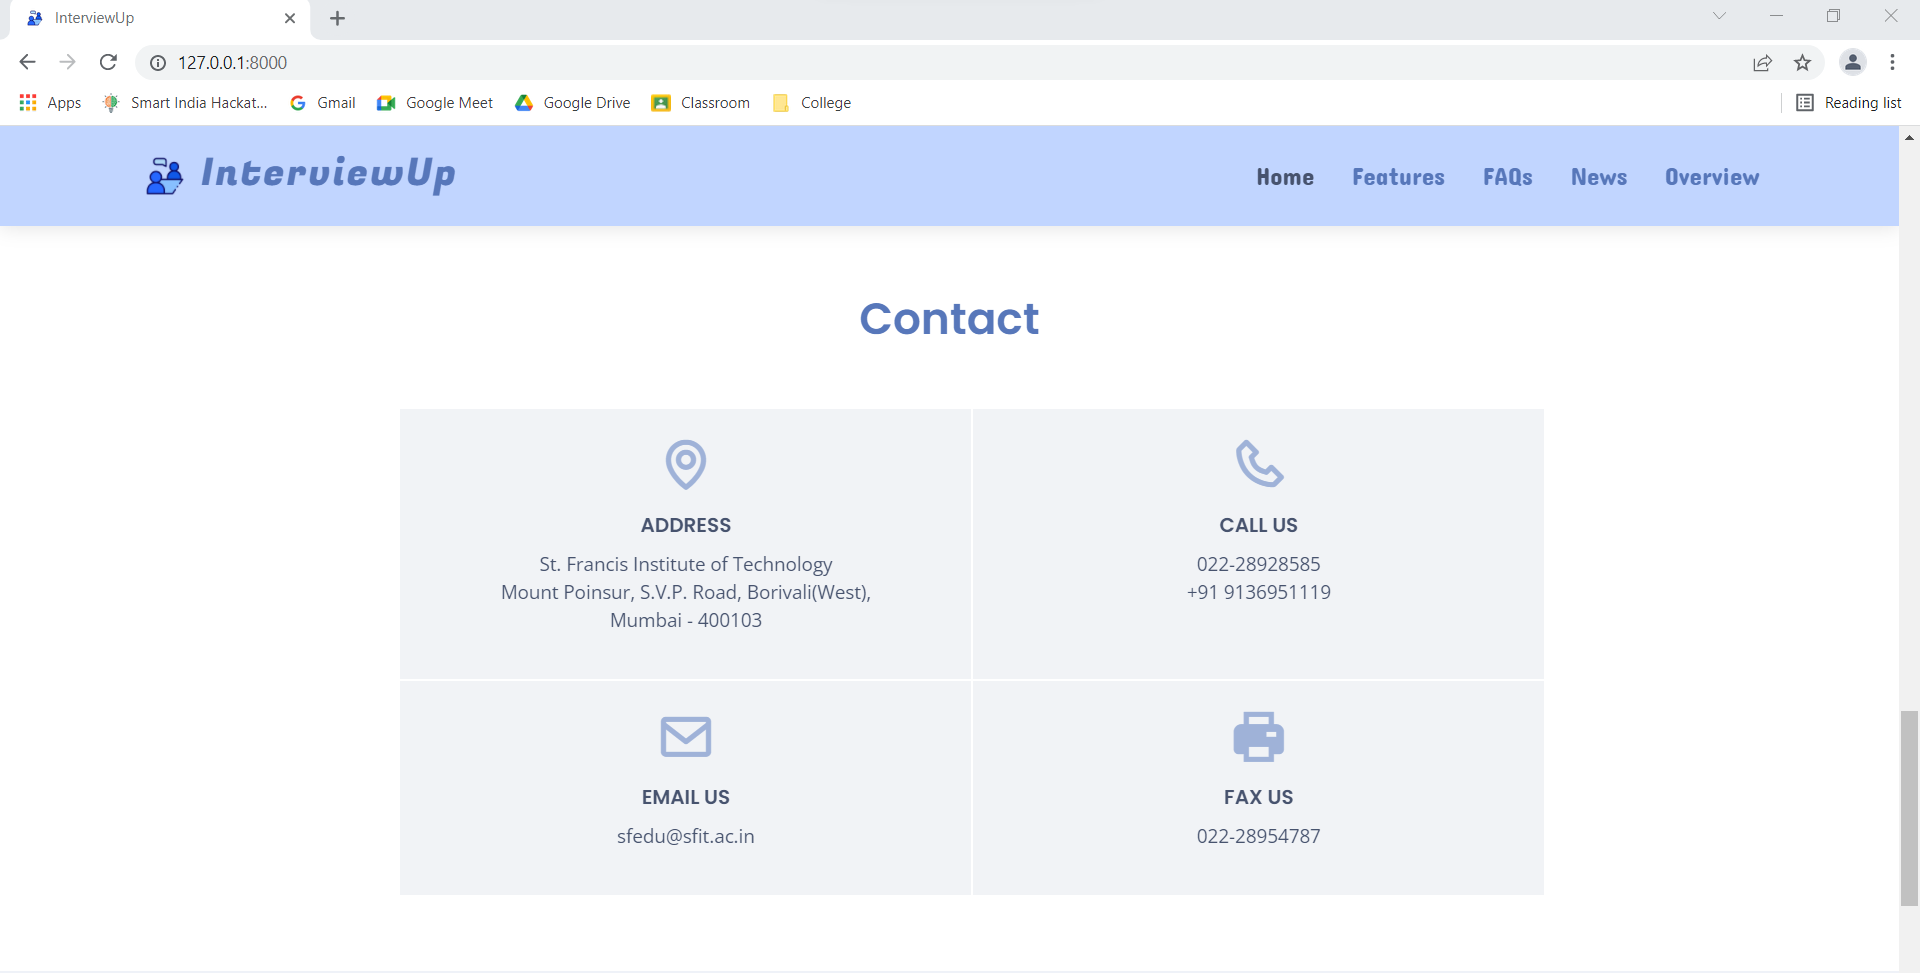 InterviewUp
127.0.0.1:8000
Apps
Smart India Hackat...
Gmail
Google Meet
Google Drive
Classroom
College
Reading list
InterviewUp
Home
Features
FAQs
News
Overview
Contact
ADDRESS
St. Francis Institute of Technology
Mount Poinsur, S.V.P. Road, Borivali(West),
Mumbai - 400103
CALL US
022-28928585
+91 9136951119
EMAIL US
sfedu@sfit.ac.in
FAX US
022-28954787